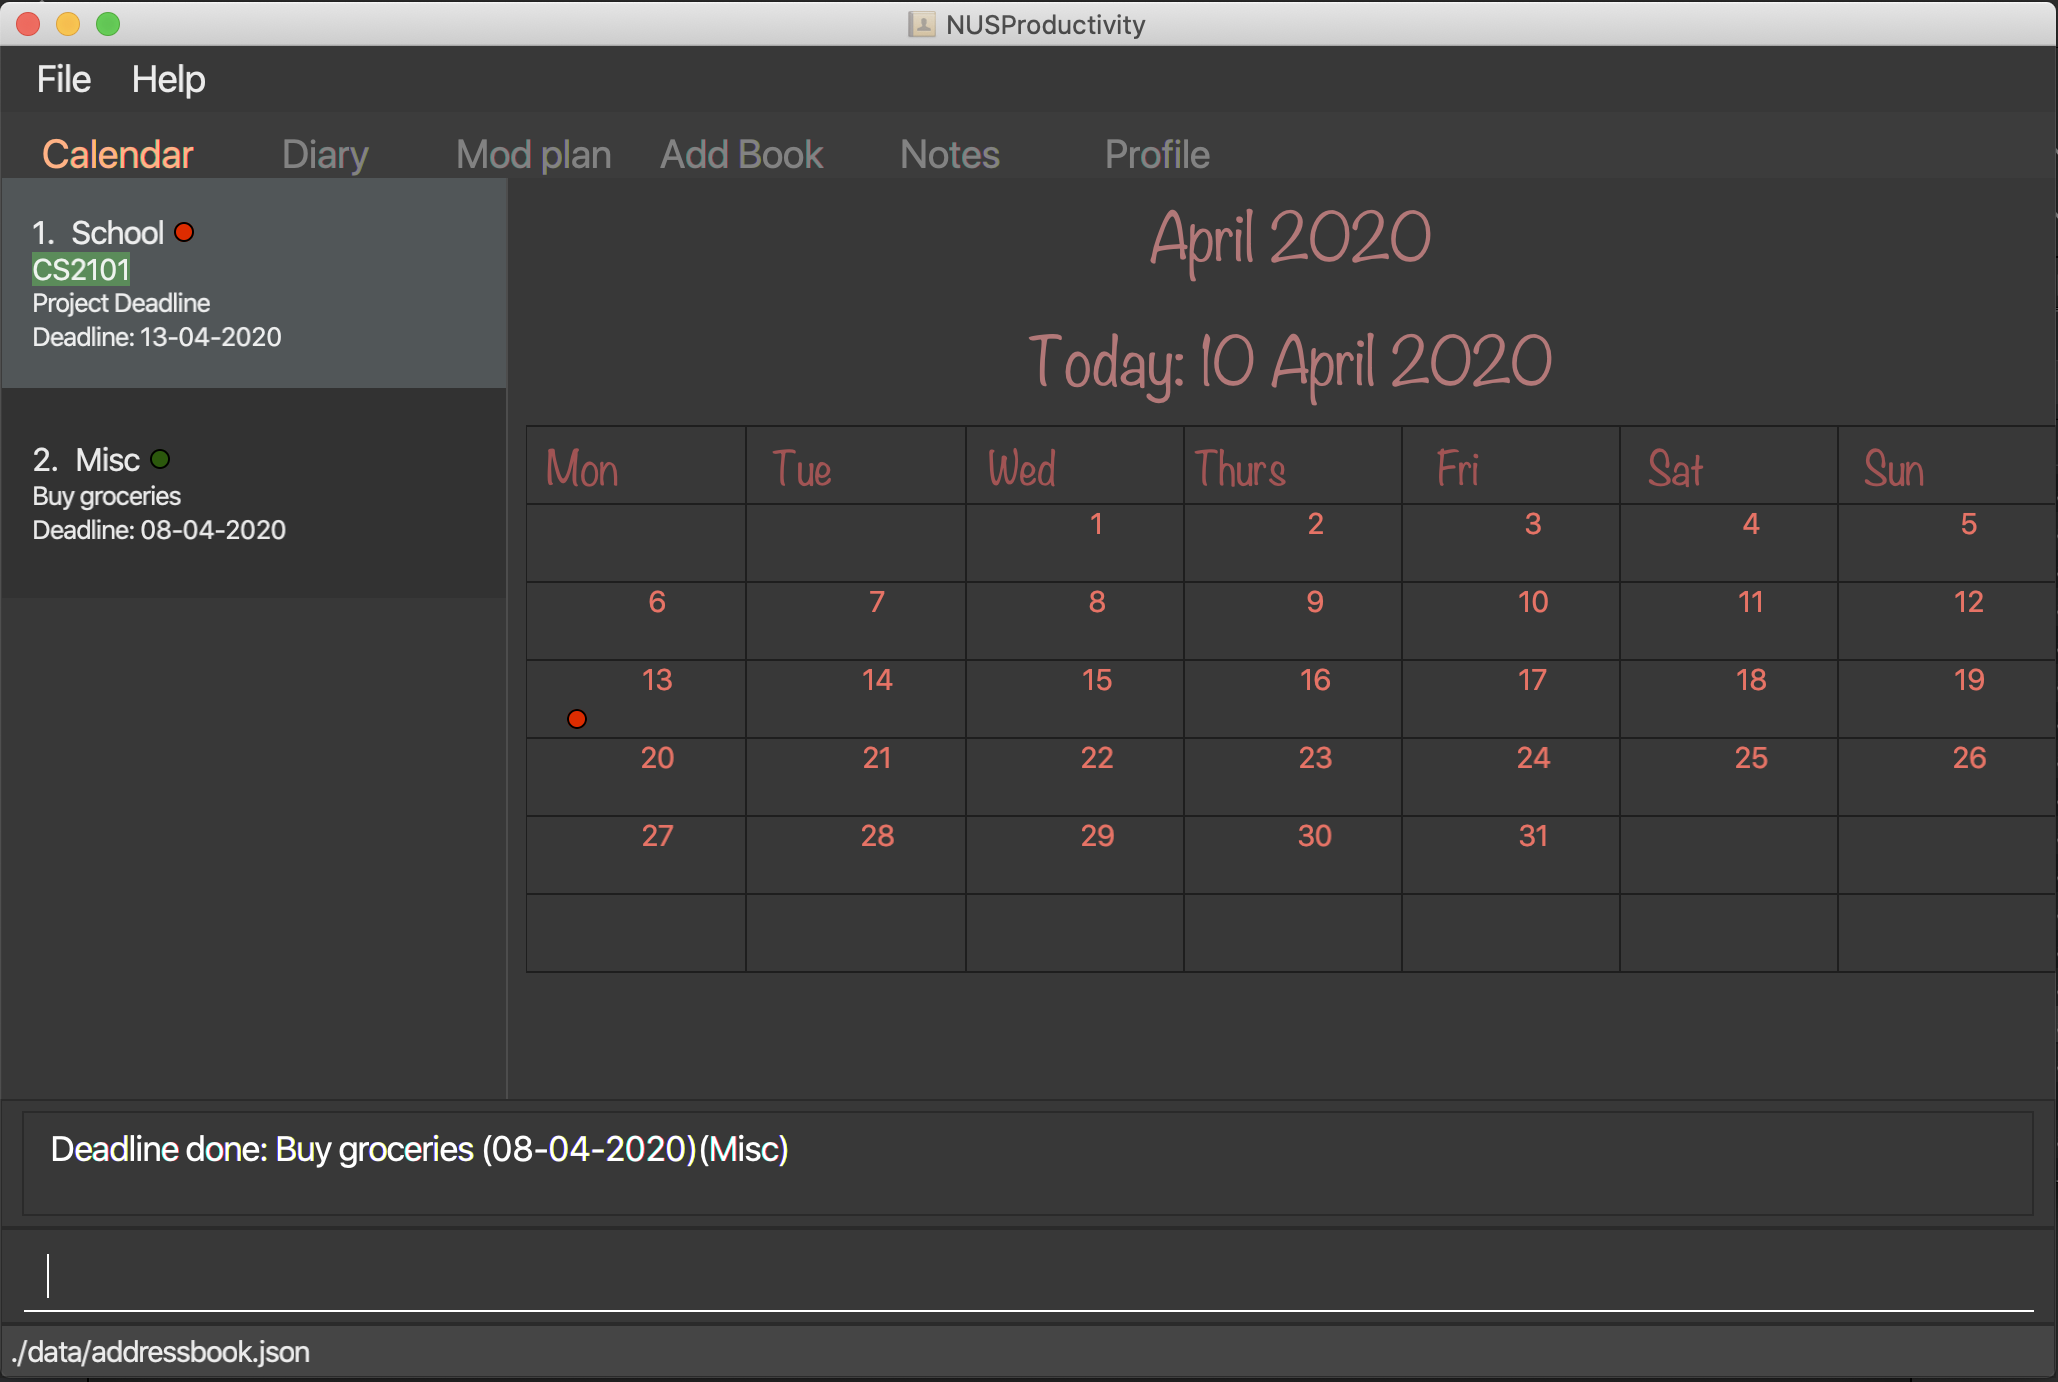 NUSProductivity
File Help
Calendar Diary Mod plan Add Book Notes Profile
1. School
CS2101
Project Deadline
Deadline: 13-04-2020
2. Misc
Buy groceries
Deadline: 08-04-2020
April 2020
Today: 10 April 2020
Mon Tue Wed Thurs Fri Sat Sun
1 2 3 4 5
6 7 8 9 10 11 12
13 14 15 16 17 18 19
20 21 22 23 24 25 26
27 28 29 30 31
Deadline done: Buy groceries (08-04-2020)(Misc)
./data/addressbook.json